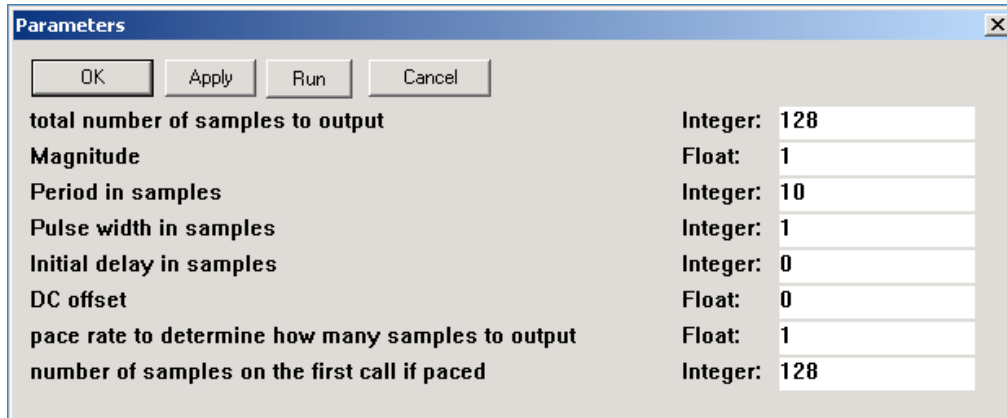 Parameters
OK Apply Run Cancel
total number of samples to output Integer: 128
Magnitude Float: 1
Period in samples Integer: 10
Pulse width in samples Integer: 1
Initial delay in samples Integer: 0
DC offset Float: 0
pace rate to determine how many samples to output Float: 1
number of samples on the first call if paced Integer: 128